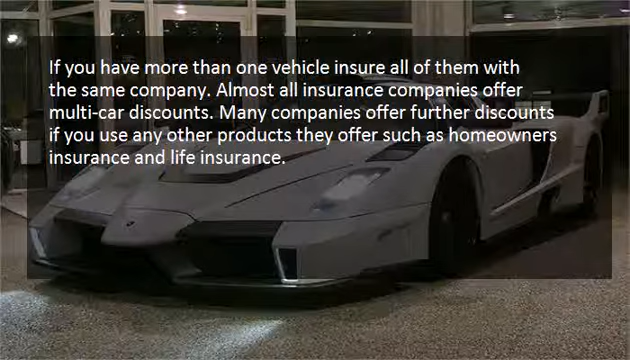 If you have more than one vehicle insure all of them with
the same company. Almost all insurance companies offer
multi-car discounts. Many companies offer further discounts
if you use any other products they offer such as homeowners
insurance and life insurance.